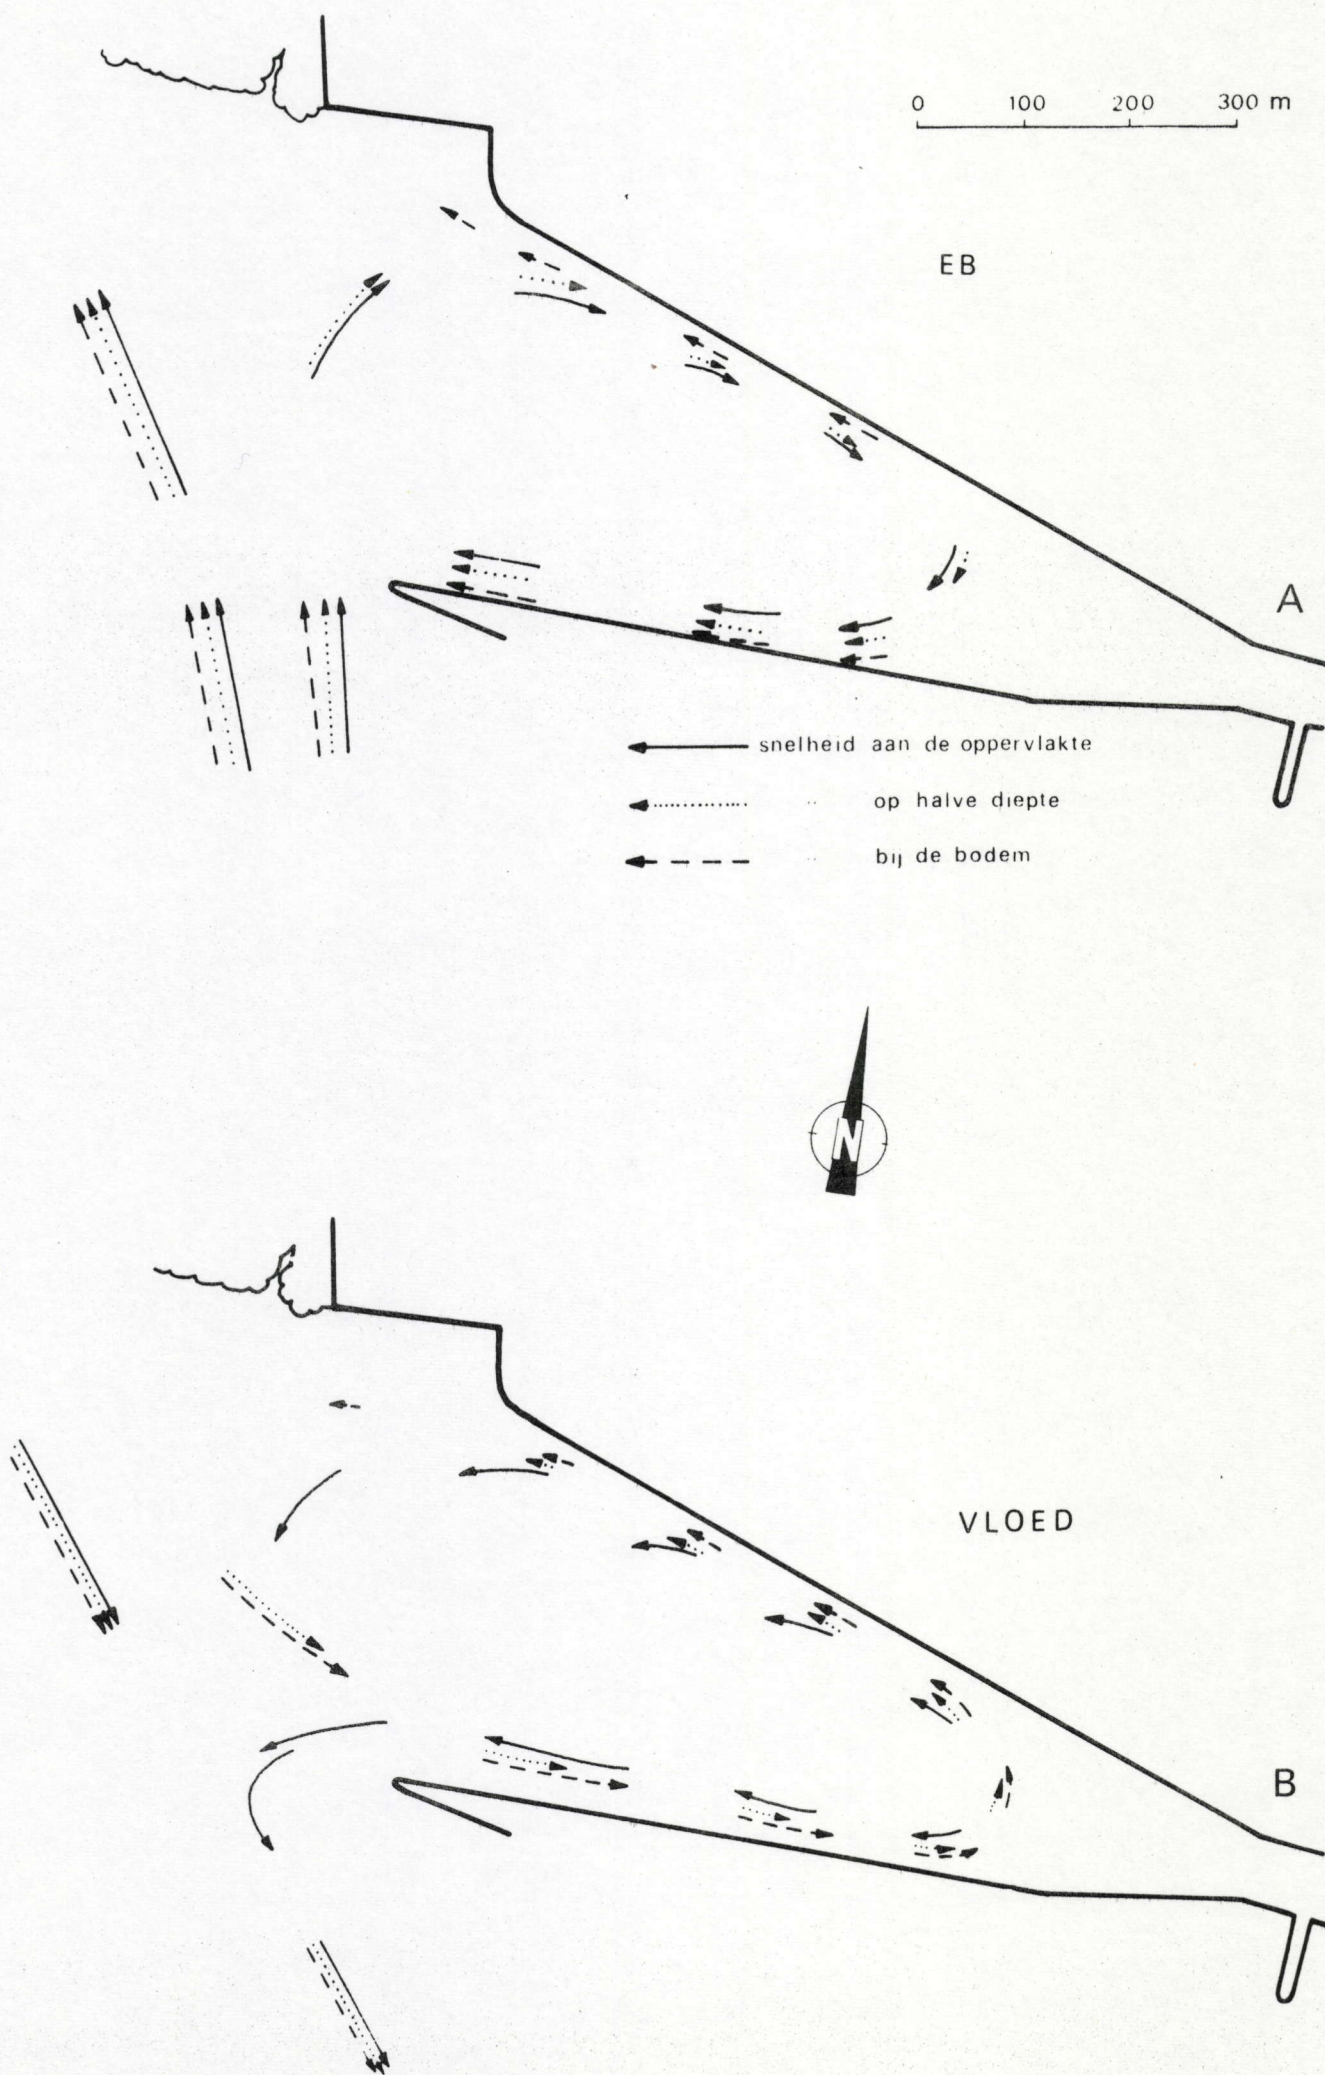 0 100 200 300 m
EB
A
snelheid aan de oppervlakte
" op halve diepte
" bij de bodem
N
VLOED
B